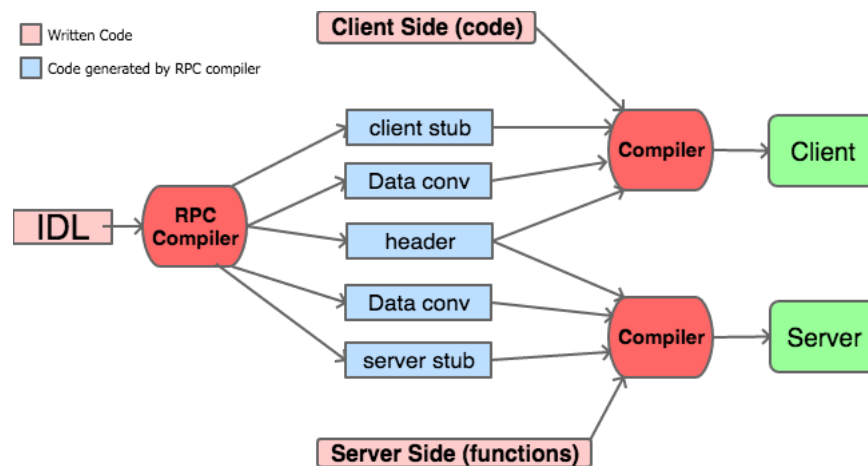 Client Side (code)
Written Code
Code generated by RPC compiler
client stub
Compiler
Client
Data conv
IDL
RPC
Compiler
header
Data conv
Compiler
Server
server stub
Server Side (functions)